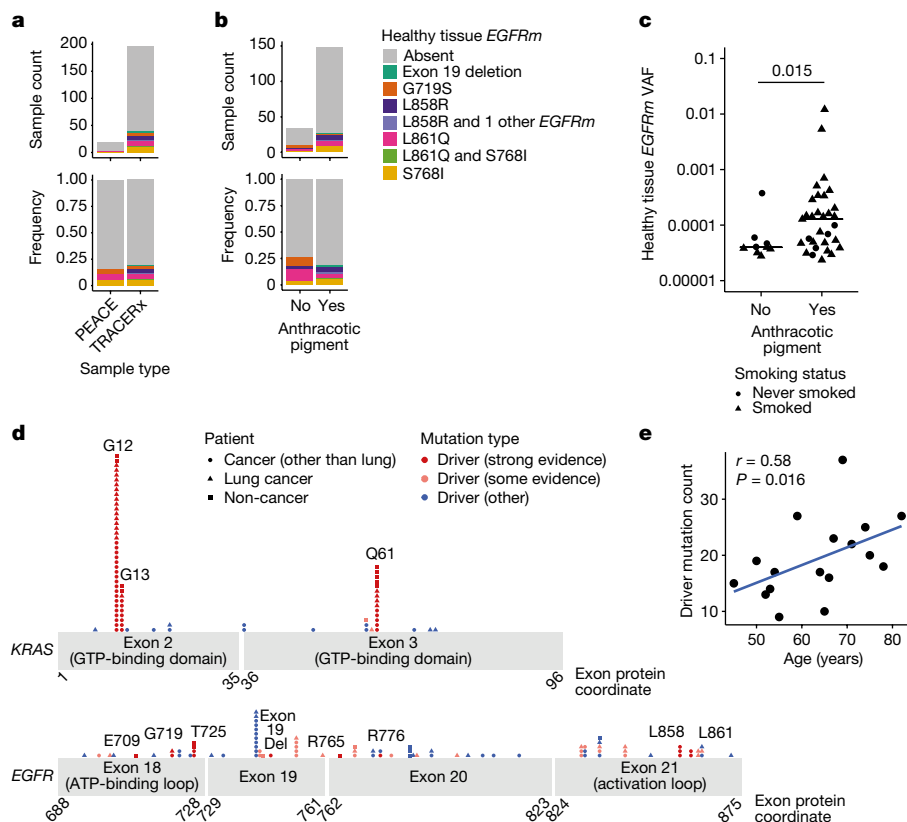 a
Sample count
200
150
100
50
0
Frequency
1.00
0.75
0.50
0.25
0
PEACE
TRACERx
Sample type
b
Sample count
150
100
50
0
Frequency
1.00
0.75
0.50
0.25
0
No Yes
Anthracotic
pigment
Healthy tissue EGFRm
Absent
Exon 19 deletion
G719S
L858R
L858R and 1 other EGFRm
L861Q
L861Q and S768I
S768I
c
Healthy tissue EGFRm VAF
0.1
0.01
0.001
0.0001
0.00001
0.015
No Yes
Anthracotic
pigment
Smoking status
Never smoked
Smoked
d
Patient
Cancer (other than lung)
Lung cancer
Non-cancer
Mutation type
Driver (strong evidence)
Driver (some evidence)
Driver (other)
G12
G13
Q61
KRAS
Exon 2
(GTP-binding domain)
Exon 3
(GTP-binding domain)
1
35
36
96
Exon protein
coordinate
E709
G719
T725
Exon
19
Del
R765
R776
L858
L861
EGFR
Exon 18
(ATP-binding loop)
Exon 19
Exon 20
Exon 21
(activation loop)
688
728
729
761
762
823
824
875
Exon protein
coordinate
e
r = 0.58
P = 0.016
Driver mutation count
30
20
10
50 60 70 80
Age (years)